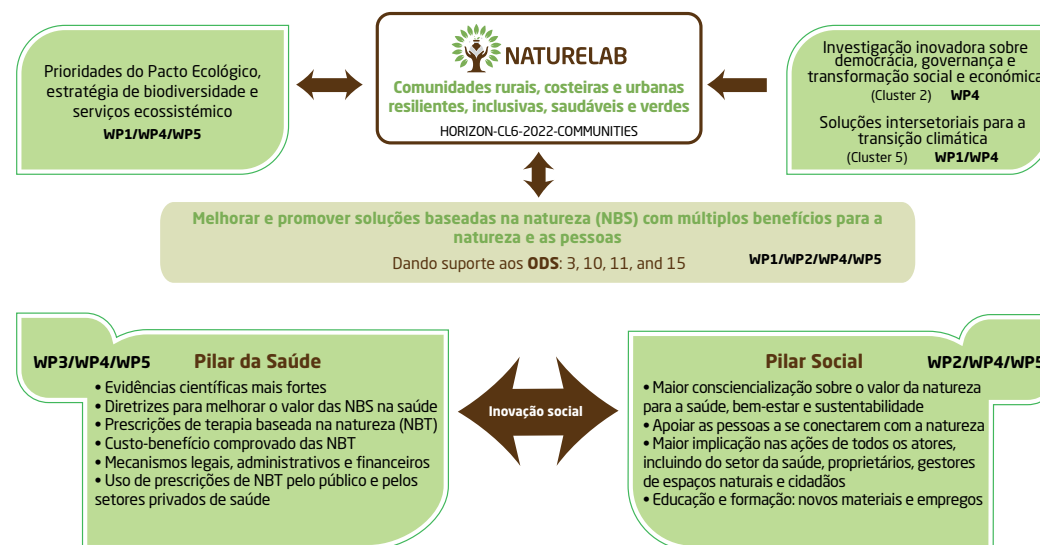 Prioridades do Pacto Ecológico,
estratégia de biodiversidade e
serviços ecossistémico
WP1/WP4/WP5
NATURELAB
Comunidades rurais, costeiras e urbanas
resilientes, inclusivas, saudáveis e verdes
HORIZON-CL6-2022-COMMUNITIES
Investigação inovadora sobre
democrácia, governança e
transformação social e económica
(Cluster 2) WP4
Soluções intersetoriais para a
transição climática
(Cluster 5) WP1/WP4
Melhorar e promover soluções baseadas na natureza (NBS) com múltiplos benefícios para a
natureza e as pessoas
Dando suporte aos ODS: 3, 10, 11, and 15 WP1/WP2/WP4/WP5
WP3/WP4/WP5 Pilar da Saúde
• Evidências científicas mais fortes
• Diretrizes para melhorar o valor das NBS na saúde
• Prescrições de terapia baseada na natureza (NBT)
• Custo-benefício comprovado das NBT
• Mecanismos legais, administrativos e financeiros
• Uso de prescrições de NBT pelo público e pelos
setores privados de saúde
Inovação social
Pilar Social WP2/WP4/WP5
• Maior consciencialização sobre o valor da natureza
para a saúde, bem-estar e sustentabilidade
• Apoiar as pessoas a se conectarem com a natureza
• Maior implicação nas ações de todos os atores,
incluindo do setor da saúde, proprietários, gestores
de espaços naturais e cidadãos
• Educação e formação: novos materiais e empregos